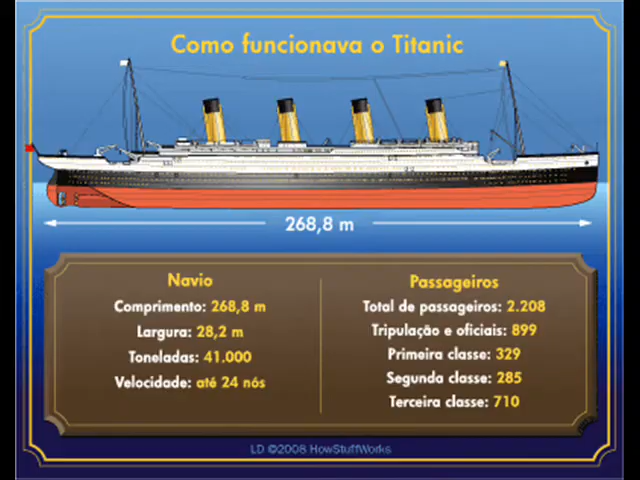 Como funcionava o Titanic
268,8 m
Navio
Comprimento: 268,8 m
Largura: 28,2 m
Toneladas: 41.000
Velocidade: até 24 nós
Passageiros
Total de passageiros: 2.208
Tripulação e oficiais: 899
Primeira classe: 329
Segunda classe: 285
Terceira classe: 710
LD ©2008 HowStuffWorks